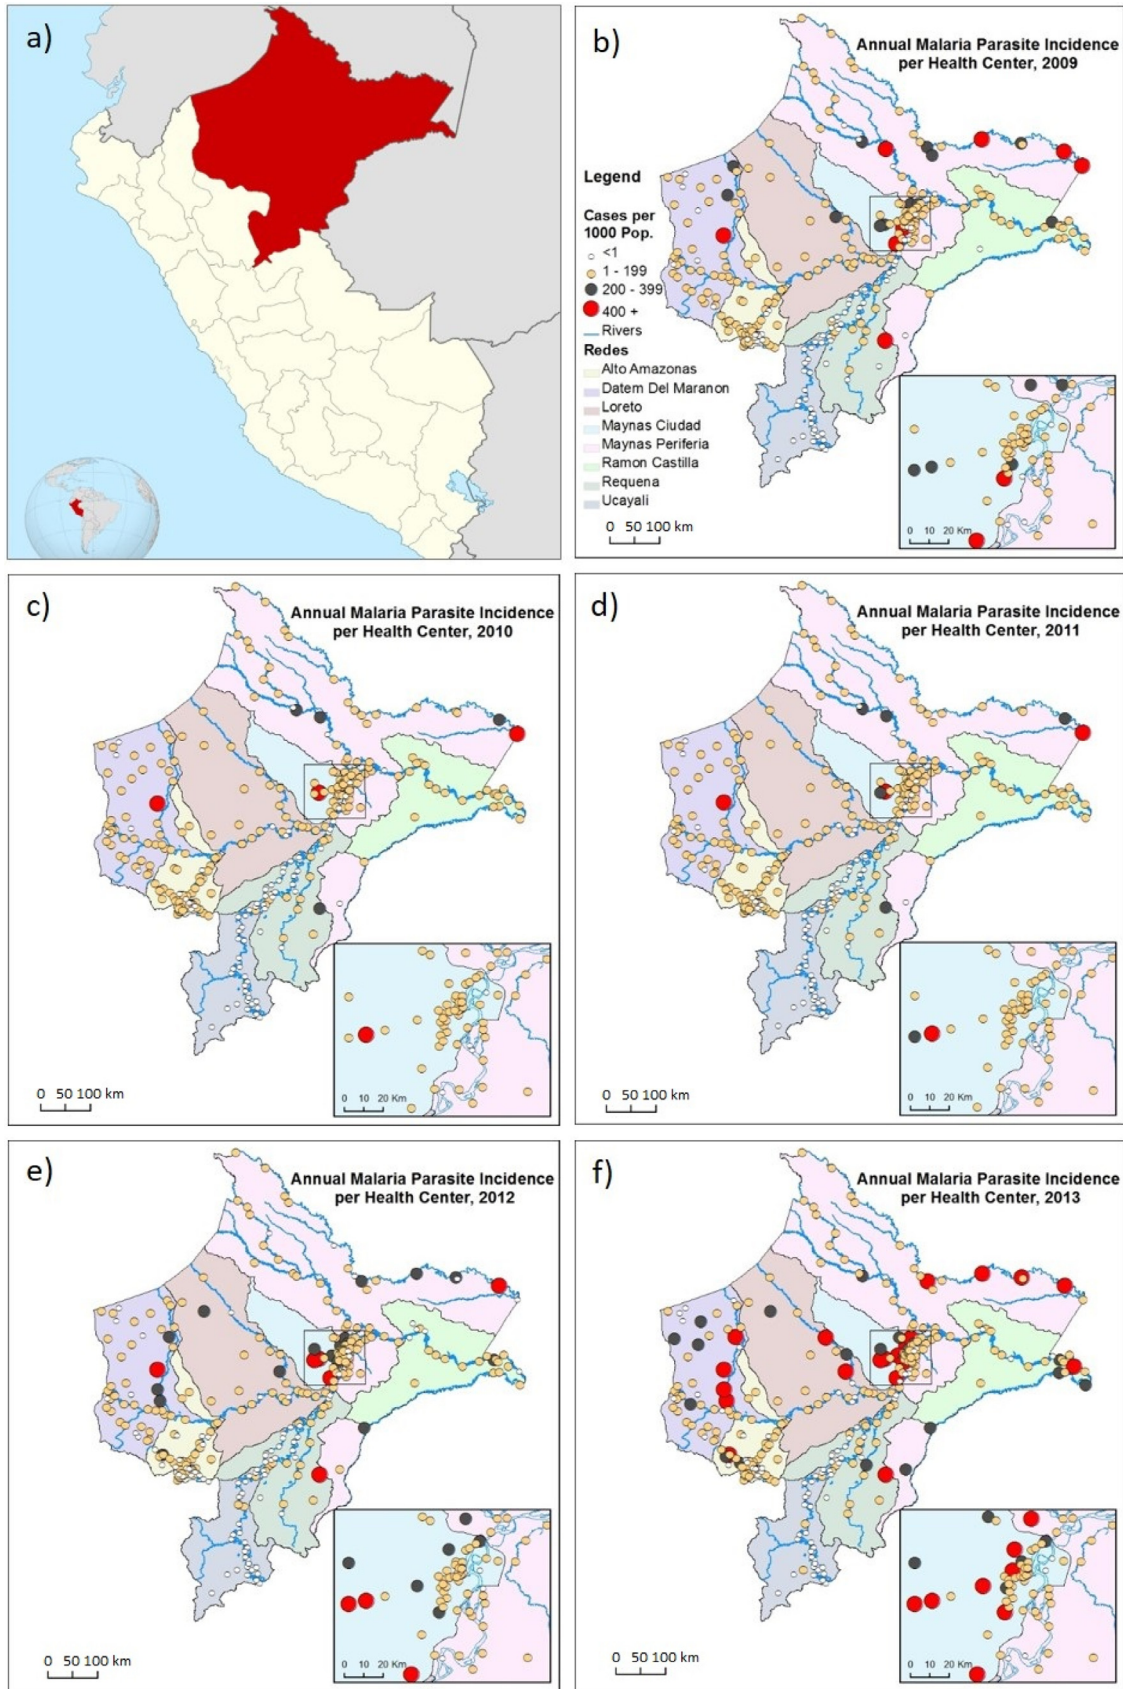 a)
b)
Annual Malaria Parasite Incidence
per Health Center, 2009
Legend
Cases per
1000 Pop.
<1
1 - 199
200 - 399
400 +
Rivers
Redes
Alto Amazonas
Datem Del Maranon
Loreto
Maynas Ciudad
Maynas Periferia
Ramon Castilla
Requena
Ucayali
0 50 100 km
0 10 20 Km
c)
Annual Malaria Parasite Incidence
per Health Center, 2010
0 50 100 km
0 10 20 Km
d)
Annual Malaria Parasite Incidence
per Health Center, 2011
0 50 100 km
0 10 20 Km
e)
Annual Malaria Parasite Incidence
per Health Center, 2012
0 50 100 km
0 10 20 Km
f)
Annual Malaria Parasite Incidence
per Health Center, 2013
0 50 100 km
0 10 20 Km